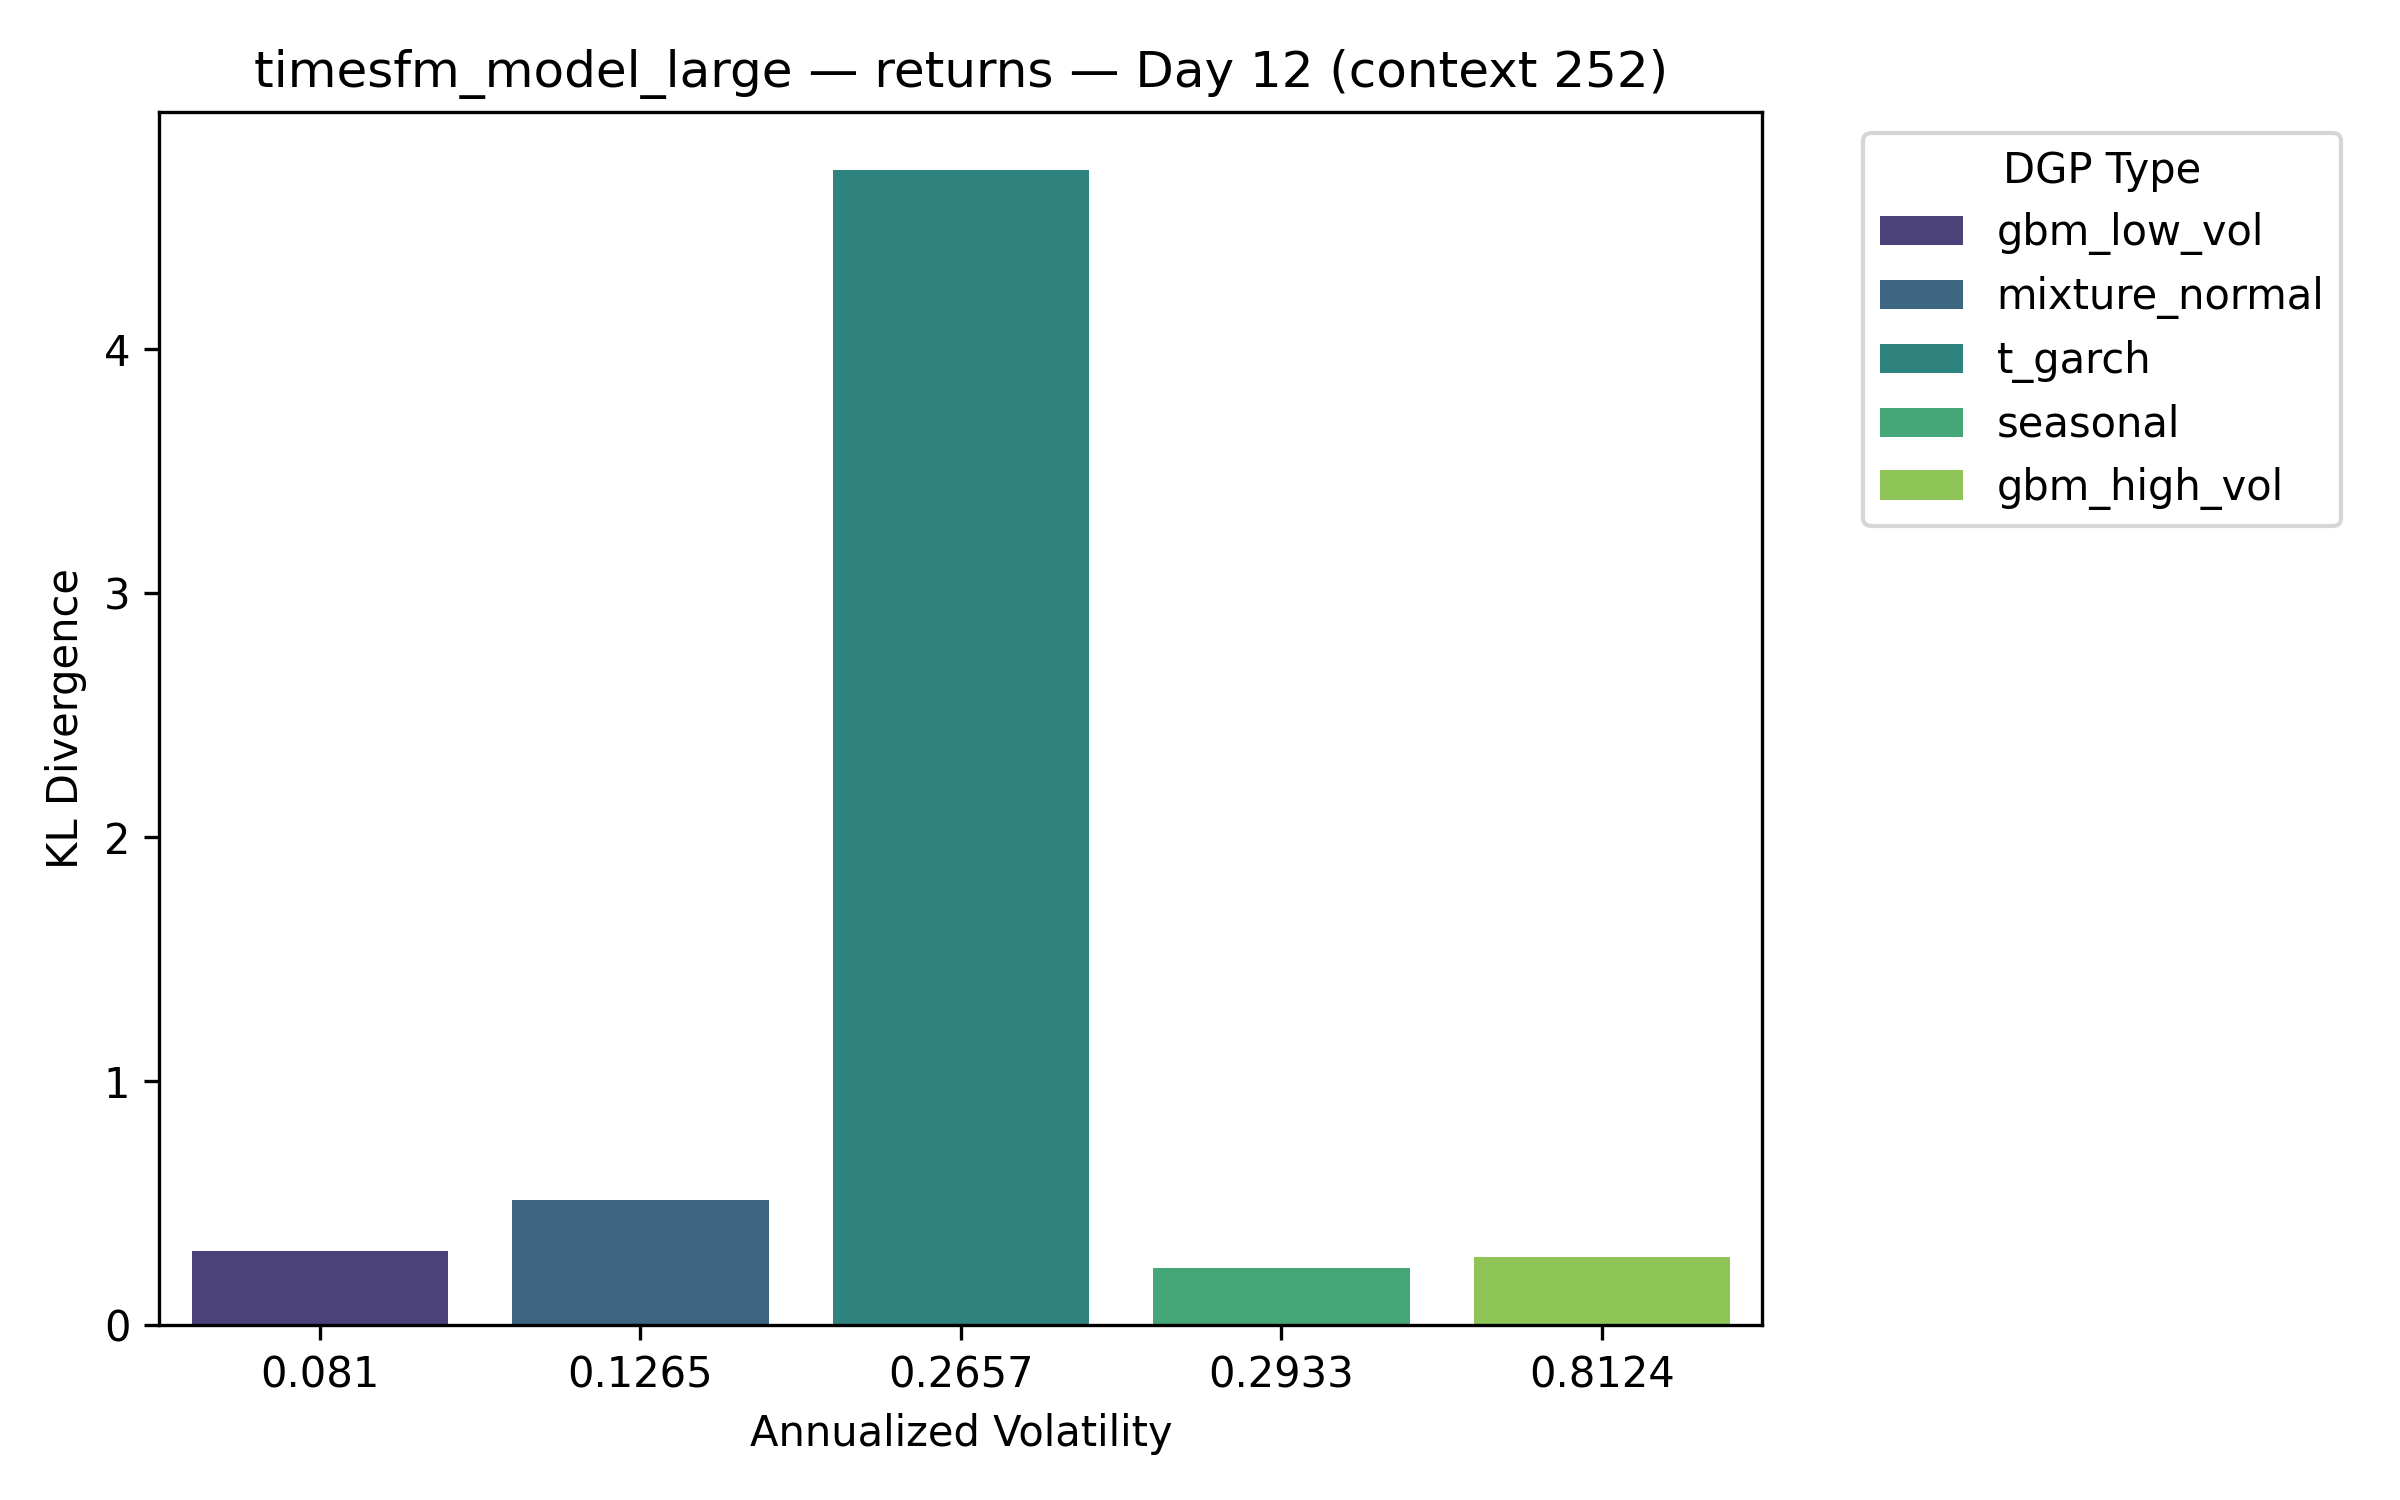 timesfm_model_large — returns — Day 12 (context 252)
DGP Type
gbm_low_vol
mixture_normal
t_garch
seasonal
gbm_high_vol
KL Divergence
4
3
2
1
0
0.081 0.1265 0.2657 0.2933 0.8124
Annualized Volatility